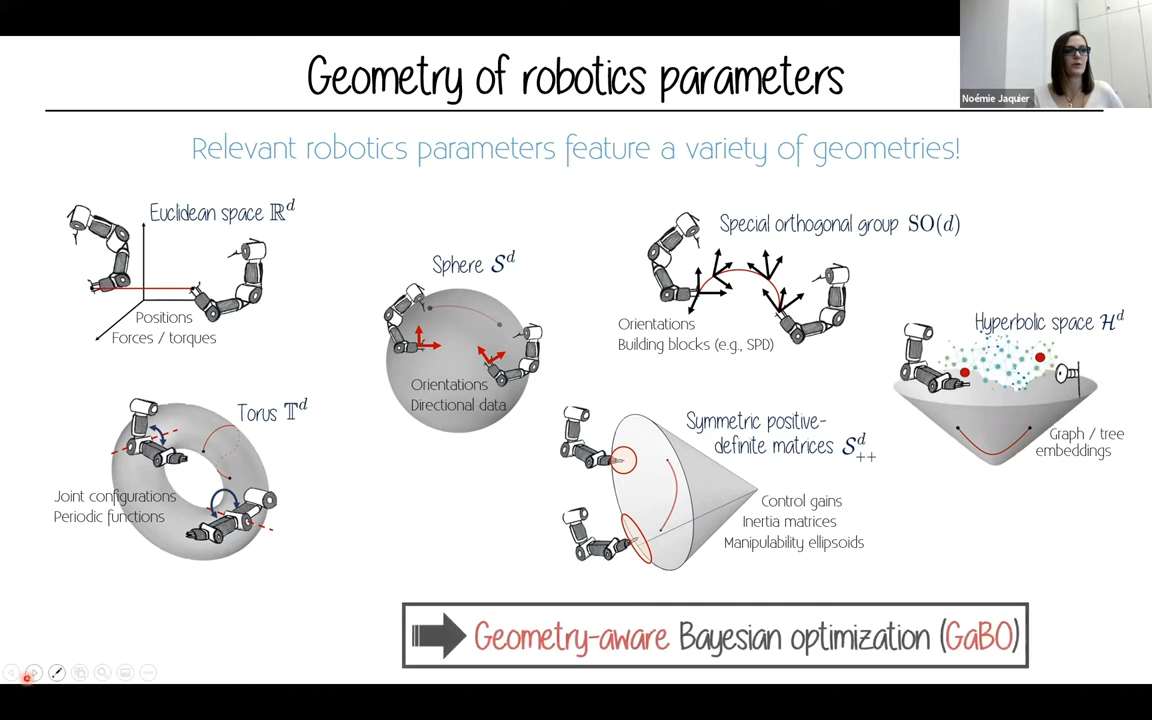 Geometry of robotics parameters
Noémie Jaquier
Relevant robotics parameters feature a variety of geometries!
Euclidean space ℝᵈ
Positions
Forces / torques
Sphere 𝒮ᵈ
Orientations
Directional data
Special orthogonal group SO(d)
Orientations
Building blocks (e.g., SPD)
Hyperbolic space ℋᵈ
Graph / tree
embeddings
Torus 𝕋ᵈ
Joint configurations
Periodic functions
Symmetric positive-
definite matrices 𝒮ᵈ₊₊
Control gains
Inertia matrices
Manipulability ellipsoids
Geometry-aware Bayesian optimization (GaBO)